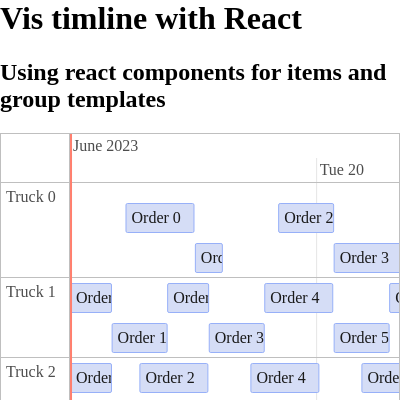 Vis timline with React
Using react components for items and
group templates
June 2023
Tue 20
Truck 0
Order 0
Order 2
Order 3
Truck 1
Order
Order
Order 4
Order 1
Order 3
Order 5
Truck 2
Order
Order 2
Order 4